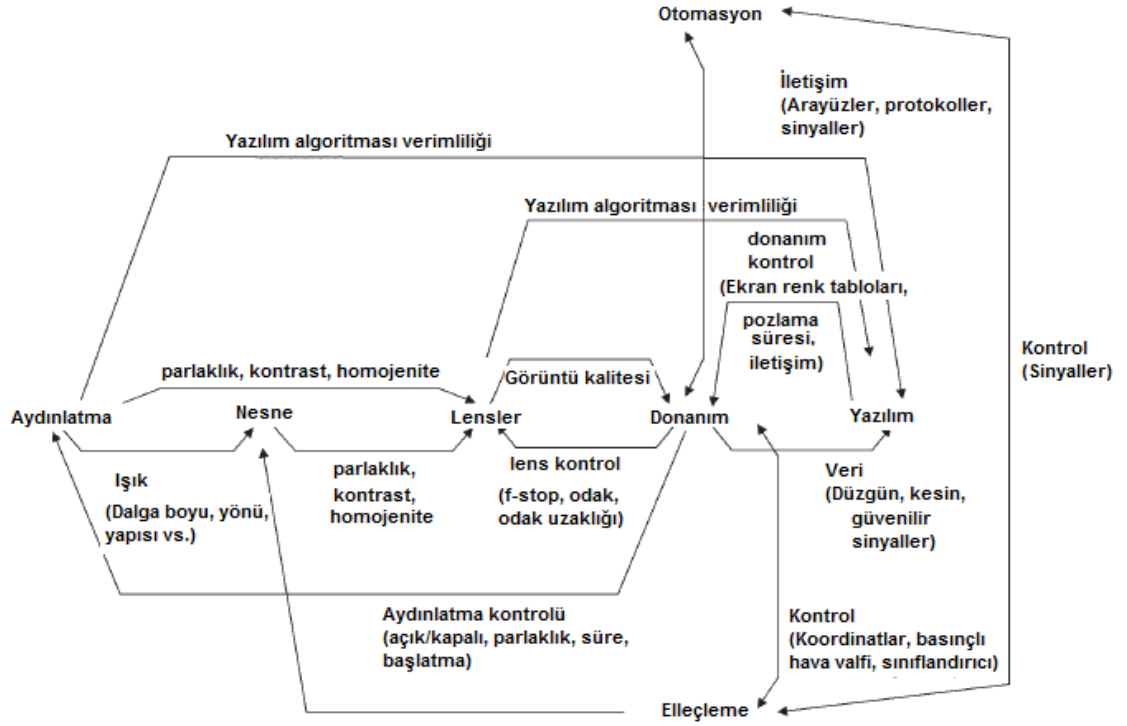 Otomasyon
İletişim
(Arayüzler, protokoller,
sinyaller)
Yazılım algoritması verimliliği
Yazılım algoritması verimliliği
donanım
kontrol
(Ekran renk tabloları,
pozlama
süresi,
iletişim)
Kontrol
(Sinyaller)
parlaklık, kontrast, homojenite
Görüntü kalitesi
Aydınlatma
Nesne
Lensler
Donanım
Yazılım
Işık
(Dalga boyu, yönü,
yapısı vs.)
parlaklık,
kontrast,
homojenite
lens kontrol
(f-stop, odak,
odak uzaklığı)
Veri
(Düzgün, kesin,
güvenilir
sinyaller)
Aydınlatma kontrolü
(açık/kapalı, parlaklık, süre,
başlatma)
Kontrol
(Koordinatlar, basınçlı
hava valfi, sınıflandırıcı)
Elleçleme